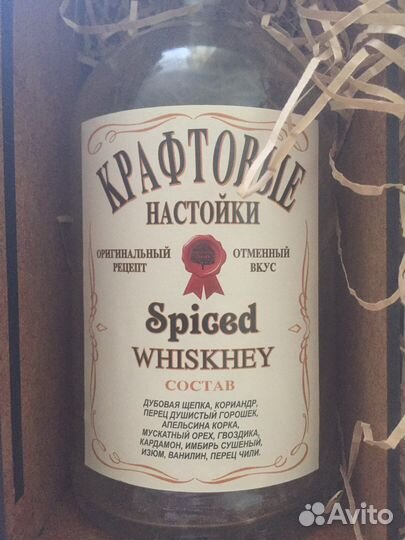 КРАФТОВЫЕ
НАСТОЙКИ
ОРИГИНАЛЬНЫЙ
РЕЦЕПТ
ОТМЕННЫЙ
ВКУС
Spiced
WHISKHEY
СОСТАВ
ДУБОВАЯ ЩЕПКА, КОРИАНДР,
ПЕРЕЦ ДУШИСТЫЙ ГОРОШЕК,
АПЕЛЬСИНА КОРКА,
МУСКАТНЫЙ ОРЕХ, ГВОЗДИКА,
КАРДАМОН, ИМБИРЬ СУШЕНЫЙ,
ИЗЮМ, ВАНИЛИН, ПЕРЕЦ ЧИЛИ.
Avito